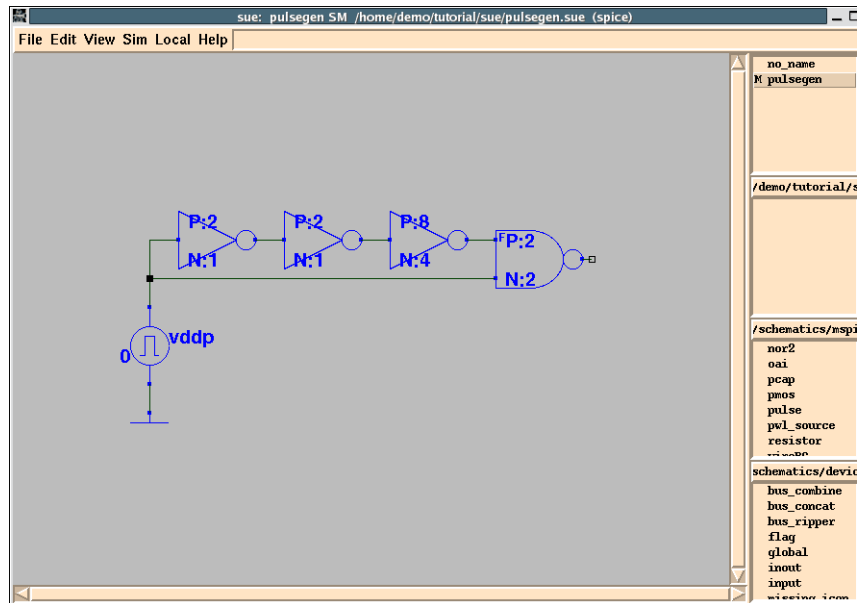 sue: pulsegen SM /home/demo/tutorial/sue/pulsegen.sue (spice)
File Edit View Sim Local Help
no_name
M pulsegen
/demo/tutorial/s
P:2
N:1
P:2
N:1
P:8
N:4
F P:2
N:2
0
vddp
/schematics/mspi
nor2
oai
pcap
pmos
pulse
pwl_source
resistor
schematics/devic
bus_combine
bus_concat
bus_ripper
flag
global
inout
input
missing_icon